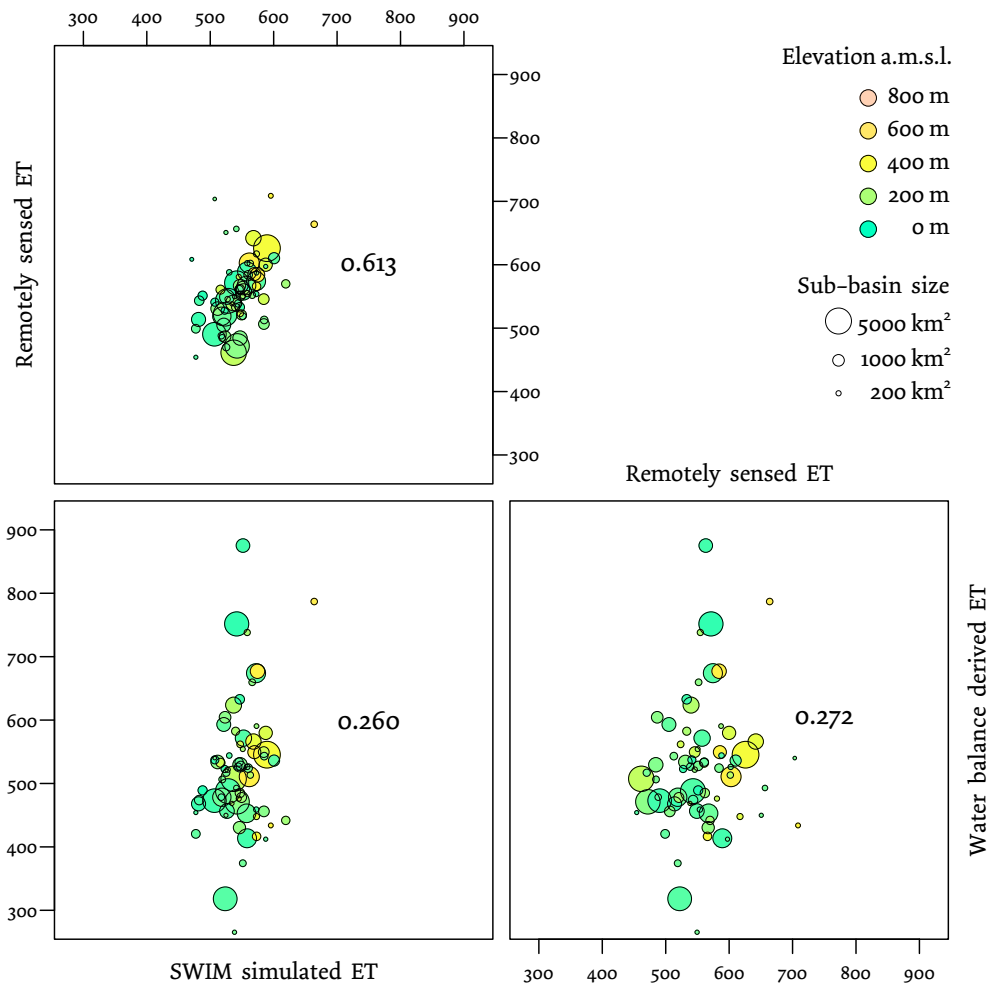 300 400 500 600 700 800 900
Elevation a.m.s.l.
800 m
600 m
400 m
200 m
0 m
Sub-basin size
5000 km²
1000 km²
200 km²
Remotely sensed ET
0.613
900
800
700
600
500
400
300
Remotely sensed ET
900
800
700
600
500
400
300
0.260
0.272
Water balance derived ET
SWIM simulated ET
300 400 500 600 700 800 900